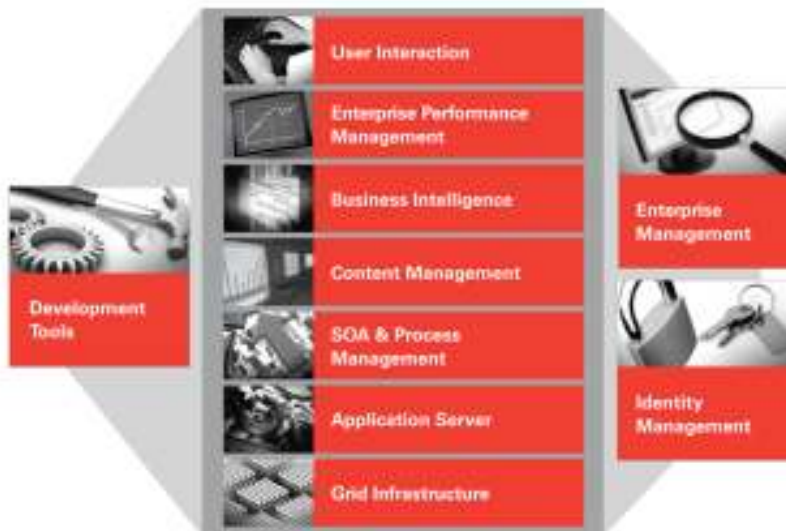 User Interaction
Enterprise Performance
Management
Business Intelligence
Content Management
SOA & Process
Management
Application Server
Grid Infrastructure
Development
Tools
Enterprise
Management
Identity
Management